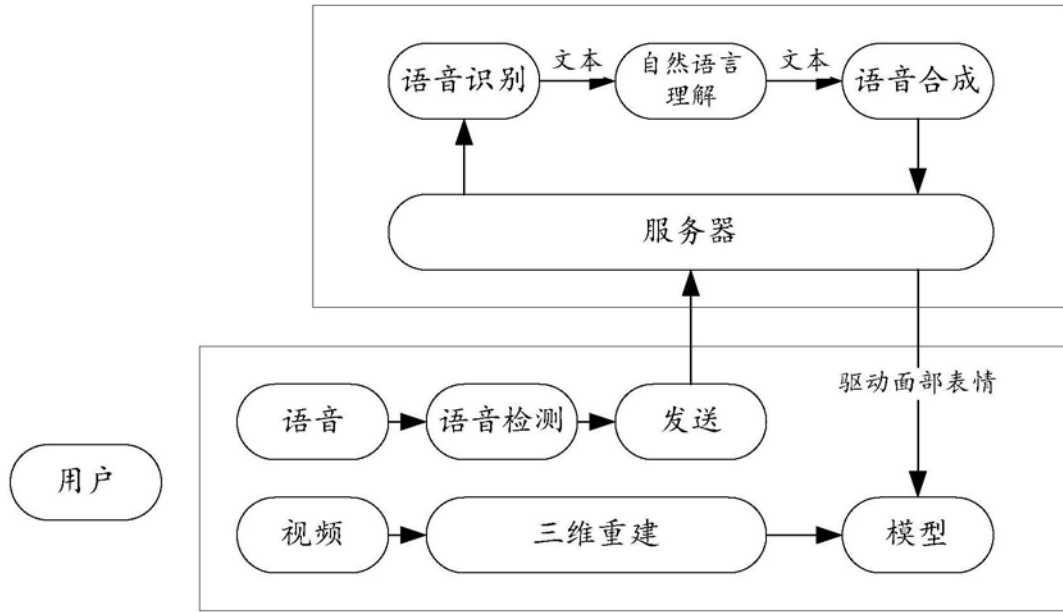 语音识别
文本
自然语言
理解
文本
语音合成
服务器
驱动面部表情
语音
语音检测
发送
用户
视频
三维重建
模型